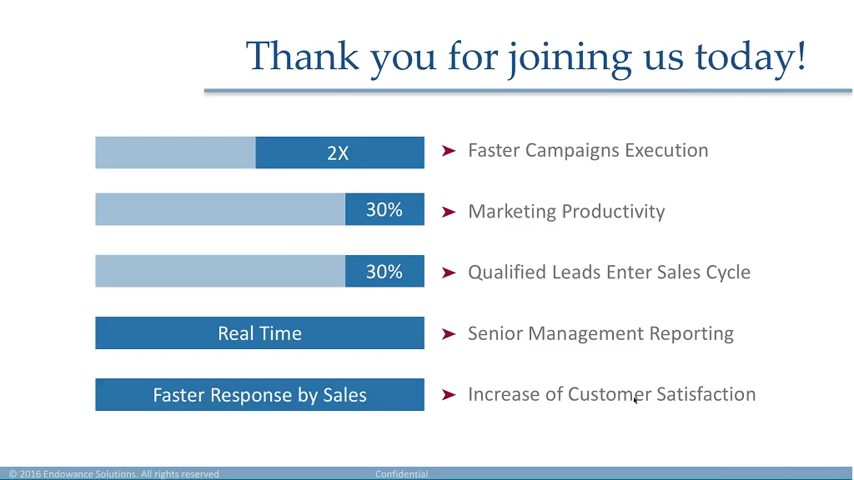 Thank you for joining us today!
2X ➤ Faster Campaigns Execution
30% ➤ Marketing Productivity
30% ➤ Qualified Leads Enter Sales Cycle
Real Time ➤ Senior Management Reporting
Faster Response by Sales ➤ Increase of Customer Satisfaction
© 2016 Endowance Solutions. All rights reserved Confidential